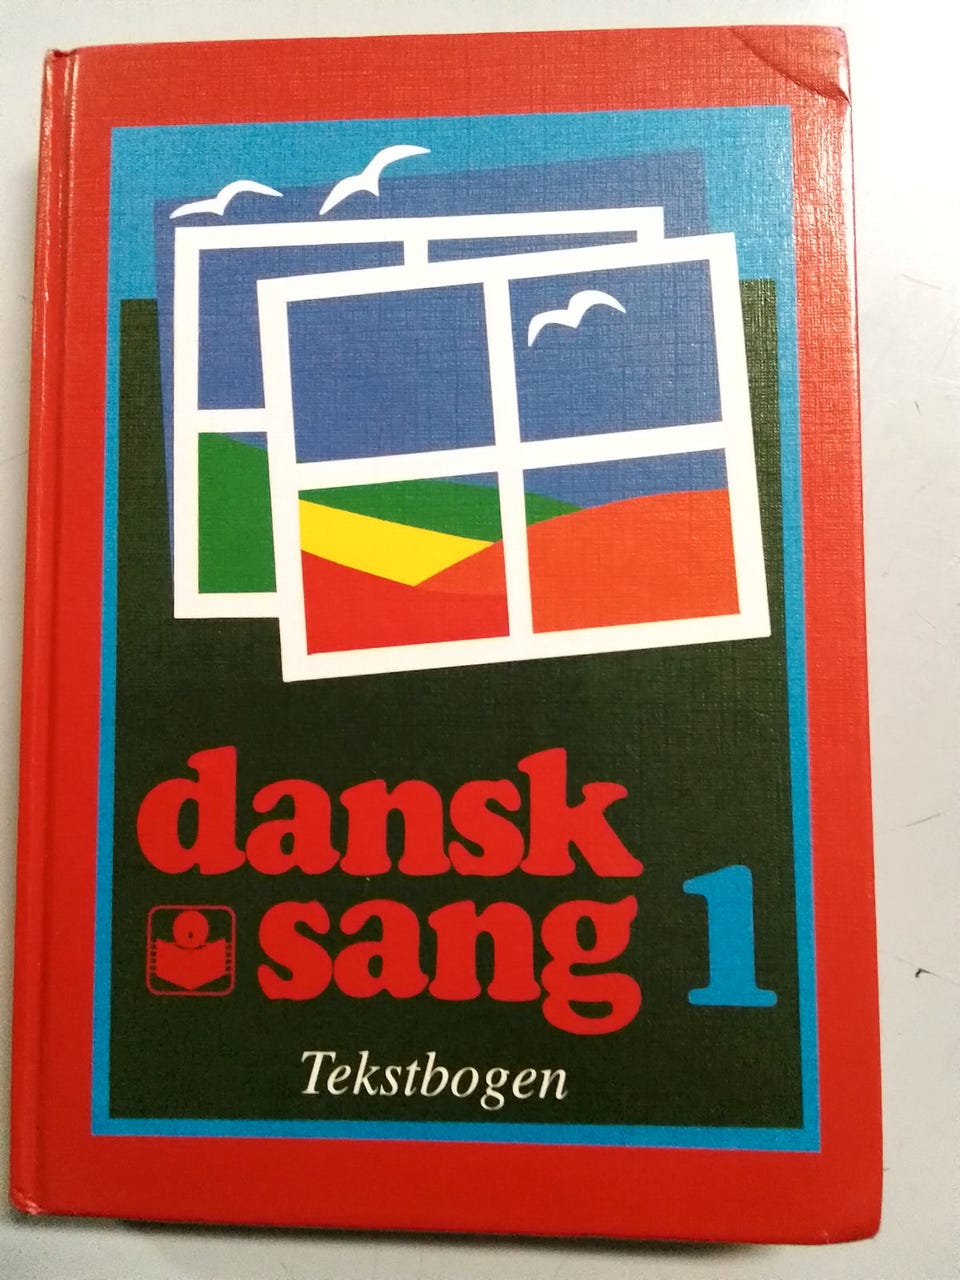 dansk
sang 1
Tekstbogen